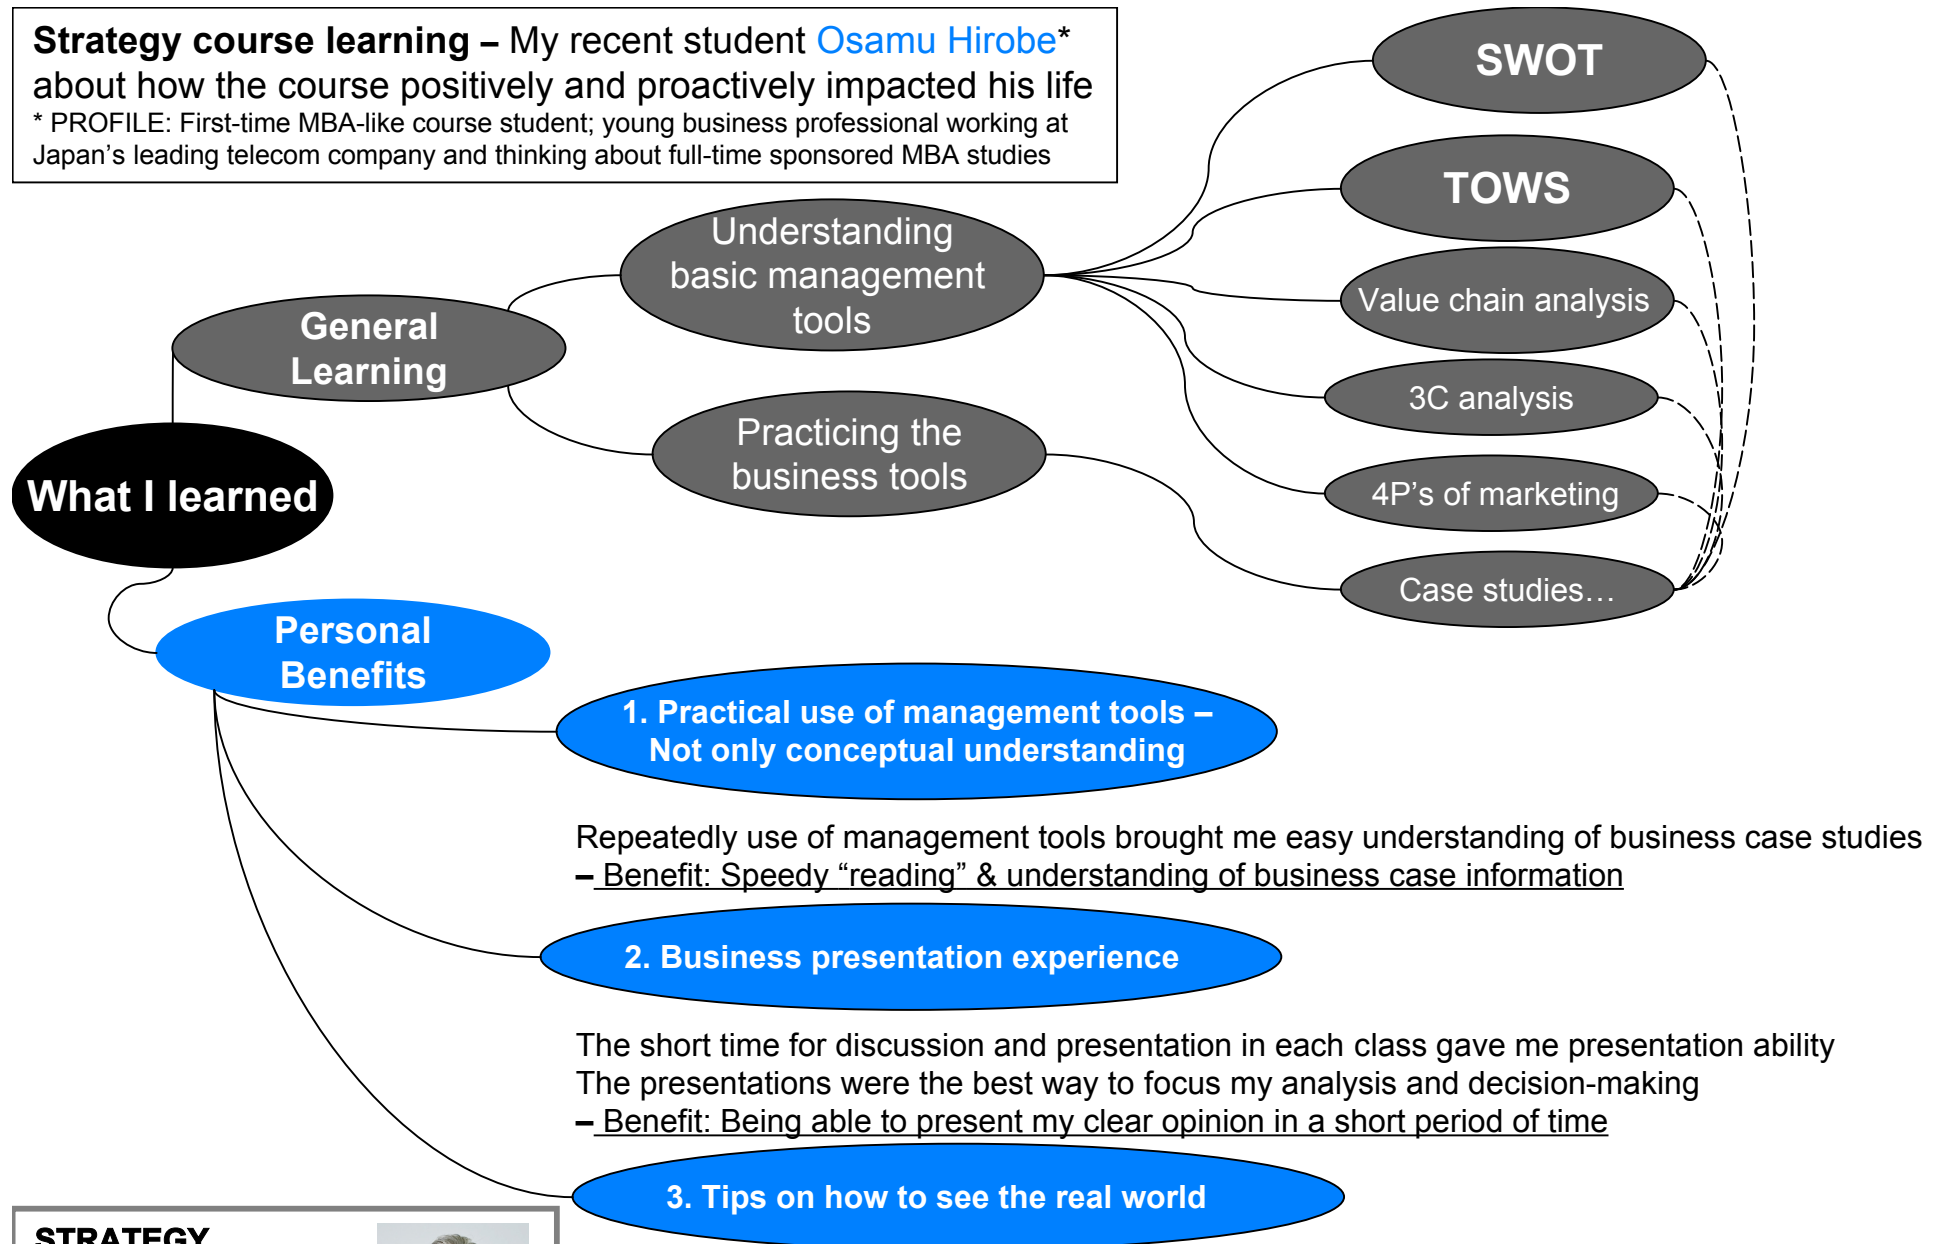 Strategy course learning – My recent student Osamu Hirobe*
about how the course positively and proactively impacted his life
* PROFILE: First-time MBA-like course student; young business professional working at
Japan's leading telecom company and thinking about full-time sponsored MBA studies
SWOT
TOWS
Understanding
basic management
tools
Value chain analysis
General
Learning
3C analysis
Practicing the
business tools
4P's of marketing
What I learned
Case studies…
Personal
Benefits
1. Practical use of management tools –
Not only conceptual understanding
Repeatedly use of management tools brought me easy understanding of business case studies
– Benefit: Speedy “reading” & understanding of business case information
2. Business presentation experience
The short time for discussion and presentation in each class gave me presentation ability
The presentations were the best way to focus my analysis and decision-making
– Benefit: Being able to present my clear opinion in a short period of time
3. Tips on how to see the real world
STRATEGY